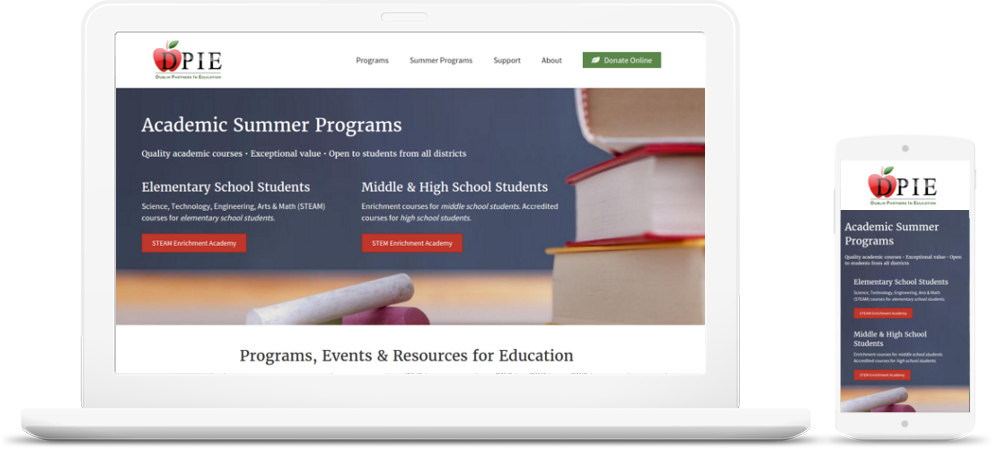 DPIE
DUBLIN PARTNERS IN EDUCATION
Programs
Summer Programs
Support
About
Donate Online
Academic Summer Programs
Quality academic courses • Exceptional value • Open to students from all districts
Elementary School Students
Science, Technology, Engineering, Arts & Math (STEAM)
courses for elementary school students.
STEAM Enrichment Academy
Middle & High School Students
Enrichment courses for middle school students. Accredited
courses for high school students.
STEM Enrichment Academy
Programs, Events & Resources for Education
DPIE
DUBLIN PARTNERS IN EDUCATION
Academic Summer
Programs
Quality academic courses • Exceptional value • Open
to students from all districts
Elementary School Students
Science, Technology, Engineering, Arts & Math
(STEAM) courses for elementary school students.
STEAM Enrichment Academy
Middle & High School
Students
Enrichment courses for middle school students.
Accredited courses for high school students.
STEM Enrichment Academy